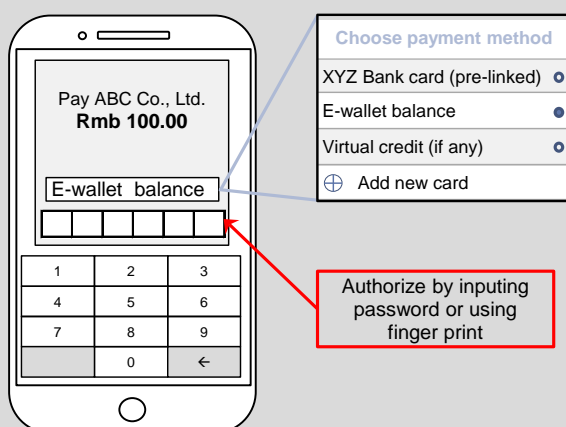 Pay ABC Co., Ltd.
Rmb 100.00
E-wallet balance
1 2 3
4 5 6
7 8 9
0 ←
Choose payment method
XYZ Bank card (pre-linked)
E-wallet balance
Virtual credit (if any)
Add new card
Authorize by inputing
password or using
finger print